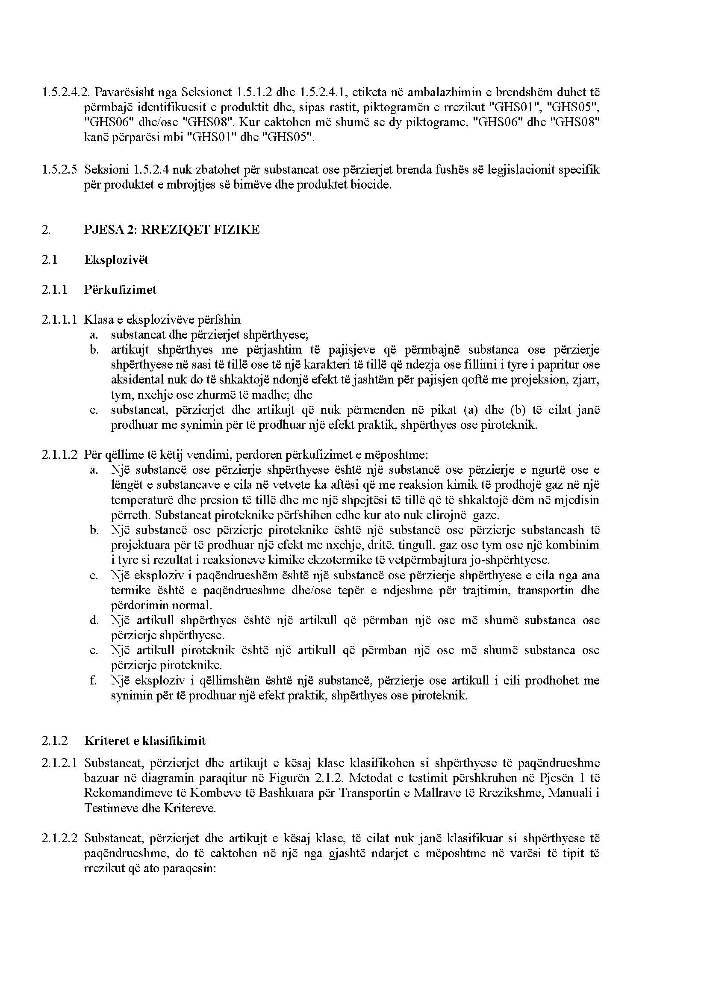 1.5.2.4.2. Pavarësisht nga Seksionet 1.5.1.2 dhe 1.5.2.4.1, etiketa në ambalazhimin e brendshëm duhet të
përmbajë identifikuesit e produktit dhe, sipas rastit, piktogramën e rrezikut "GHS01", "GHS05",
"GHS06" dhe/ose "GHS08". Kur caktohen më shumë se dy piktograme, "GHS06" dhe "GHS08"
kanë përparësi mbi "GHS01" dhe "GHS05".
1.5.2.5 Seksioni 1.5.2.4 nuk zbatohet për substancat ose përzierjet brenda fushës së legjislacionit specifik
për produktet e mbrojtjes së bimëve dhe produktet biocide.
2. PJESA 2: RREZIQET FIZIKE
2.1 Eksplozivët
2.1.1 Përkufizimet
2.1.1.1 Klasa e eksplozivëve përfshin
a. substancat dhe përzierjet shpërthyese;
b. artikujt shpërthyes me përjashtim të pajisjeve që përmbajnë substanca ose përzierje
shpërthyese në sasi të tillë ose të një karakteri të tillë që ndezja ose fillimi i tyre i papritur ose
aksidental nuk do të shkaktojë ndonjë efekt të jashtëm për pajisjen qoftë me projeksion, zjarr,
tym, nxehje ose zhurmë të madhe; dhe
c. substancat, përzierjet dhe artikujt që nuk përmenden në pikat (a) dhe (b) të cilat janë
prodhuar me synimin për të prodhuar një efekt praktik, shpërthyes ose piroteknik.
2.1.1.2 Për qëllime të këtij vendimi, perdoren përkufizimet e mëposhtme:
a. Një substancë ose përzierje shpërthyese është një substancë ose përzierje e ngurtë ose e
lëngët e substancave e cila në vetvete ka aftësi që me reaksion kimik të prodhojë gaz në një
temperaturë dhe presion të tillë dhe me një shpejtësi të tillë që të shkaktojë dëm në mjedisin
përreth. Substancat piroteknike përfshihen edhe kur ato nuk clirojnë  gaze.
b. Një substancë ose përzierje piroteknike është një substancë ose përzierje substancash të
projektuara për të prodhuar një efekt me nxehje, dritë, tingull, gaz ose tym ose një kombinim
i tyre si rezultat i reaksioneve kimike ekzotermike të vetpërmbajtura jo-shpërhtyese.
c. Një eksploziv i paqëndrueshëm është një substancë ose përzierje shpërthyese e cila nga ana
termike është e paqëndrueshme dhe/ose tepër e ndjeshme për trajtimin, transportin dhe
përdorimin normal.
d. Një artikull shpërthyes është një artikull që përmban një ose më shumë substanca ose
përzierje shpërthyese.
e. Një artikull piroteknik është një artikull që përmban një ose më shumë substanca ose
përzierje piroteknike.
f. Një eksploziv i qëllimshëm është një substancë, përzierje ose artikull i cili prodhohet me
synimin për të prodhuar një efekt praktik, shpërthyes ose piroteknik.
2.1.2 Kriteret e klasifikimit
2.1.2.1 Substancat, përzierjet dhe artikujt e kësaj klase klasifikohen si shpërthyese të paqëndrueshme
bazuar në diagramin paraqitur në Figurën 2.1.2. Metodat e testimit përshkruhen në Pjesën 1 të
Rekomandimeve të Kombeve të Bashkuara për Transportin e Mallrave të Rrezikshme, Manuali i
Testimeve dhe Kritereve.
2.1.2.2 Substancat, përzierjet dhe artikujt e kësaj klase, të cilat nuk janë klasifikuar si shpërthyese të
paqëndrueshme, do të caktohen në një nga gjashtë ndarjet e mëposhtme në varësi të tipit të
rrezikut që ato paraqesin: